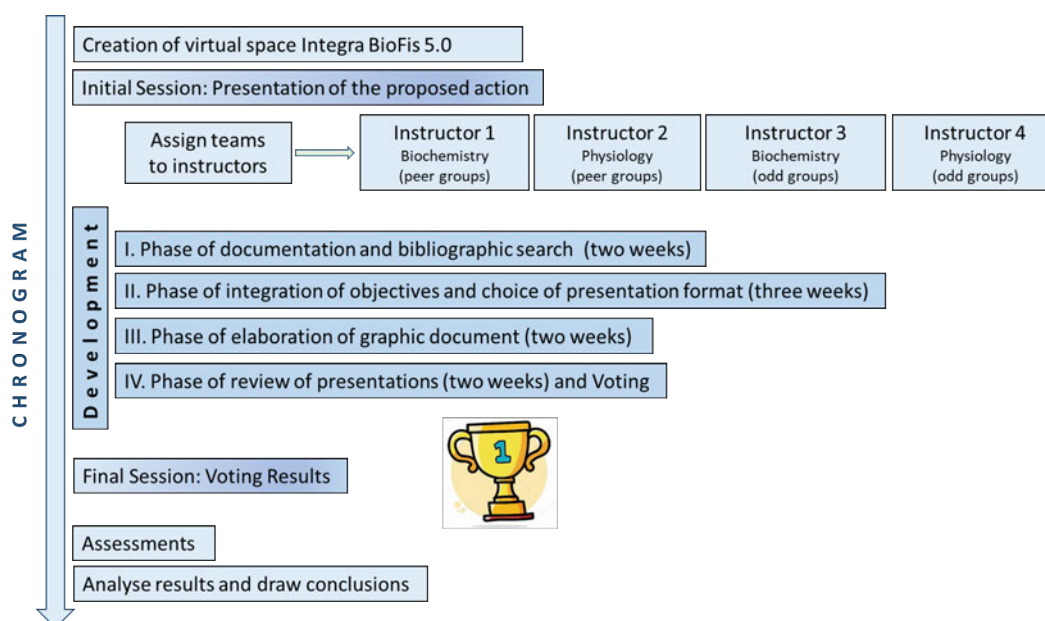 CHRONOGRAM
Creation of virtual space Integra BioFis 5.0
Initial Session: Presentation of the proposed action
Assign teams
to instructors
Instructor 1
Biochemistry
(peer groups)
Instructor 2
Physiology
(peer groups)
Instructor 3
Biochemistry
(odd groups)
Instructor 4
Physiology
(odd groups)
Development
I. Phase of documentation and bibliographic search (two weeks)
II. Phase of integration of objectives and choice of presentation format (three weeks)
III. Phase of elaboration of graphic document (two weeks)
IV. Phase of review of presentations (two weeks) and Voting
1
Final Session: Voting Results
Assessments
Analyse results and draw conclusions